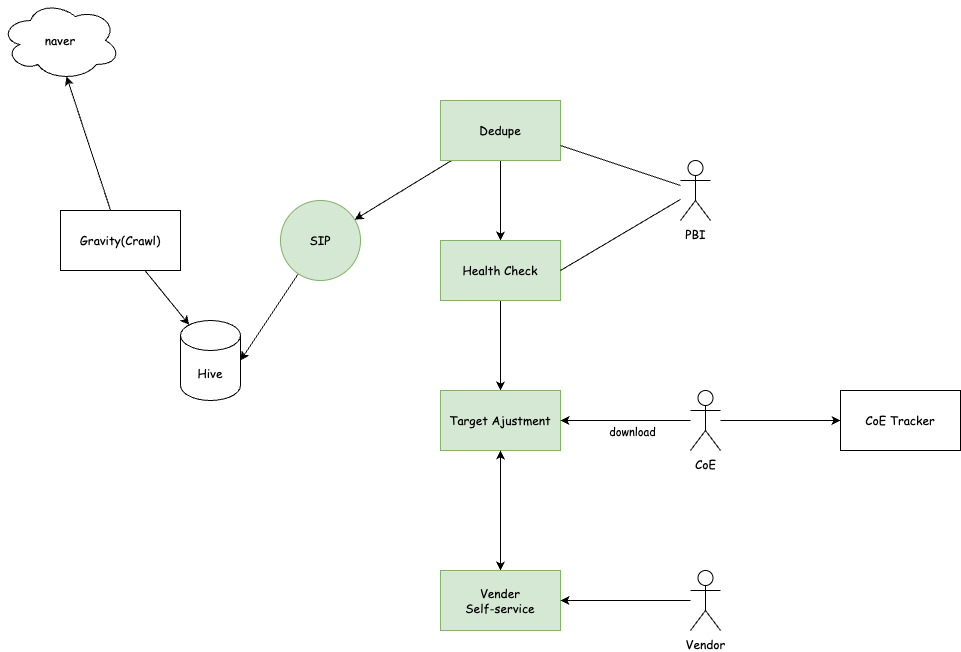 naver
Dedupe
PBI
Gravity(Crawl)
SIP
Health Check
Hive
Target Ajustment
download
CoE
CoE Tracker
Vender
Self-service
Vendor